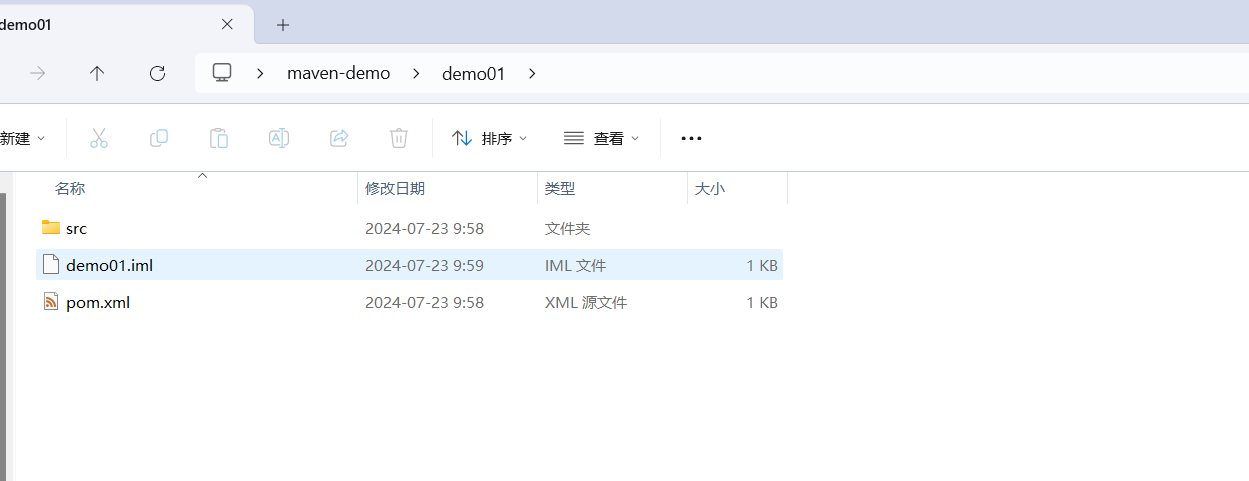 demo01
maven-demo > demo01 >
新建 排序 查看 •••
名称 修改日期 类型 大小
src 2024-07-23 9:58 文件夹
demo01.iml 2024-07-23 9:59 IML 文件 1 KB
pom.xml 2024-07-23 9:58 XML 源文件 1 KB